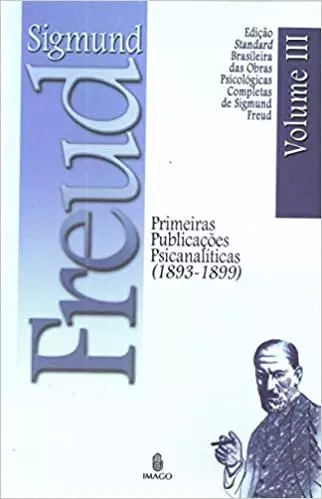 Sigmund
Freud
Edição
Standard
Brasileira
das Obras
Psicológicas
Completas
de Sigmund
Freud
Volume III
Primeiras
Publicações
Psicanalíticas
(1893-1899)
IMAGO